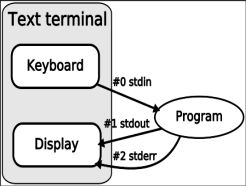 Text terminal
Keyboard
#0 stdin
Program
#1 stdout
Display
#2 stderr